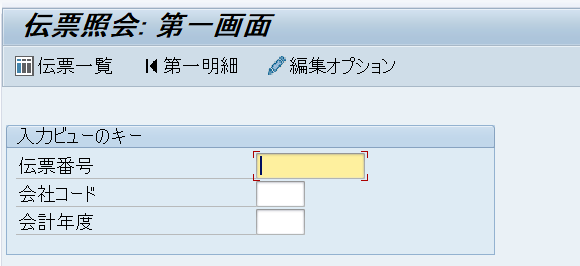 伝票照会: 第一画面
伝票一覧 第一明細 編集オプション
入力ビューのキー
伝票番号
会社コード
会計年度